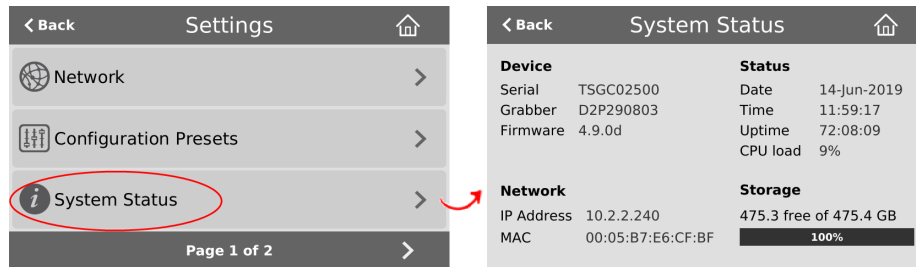 Back Settings
Network
Configuration Presets
i System Status
Page 1 of 2
Back System Status
Device
Serial TSGC02500
Grabber D2P290803
Firmware 4.9.0d
Status
Date 14-Jun-2019
Time 11:59:17
Uptime 72:08:09
CPU load 9%
Network
IP Address 10.2.2.240
MAC 00:05:B7:E6:CF:BF
Storage
475.3 free of 475.4 GB
100%